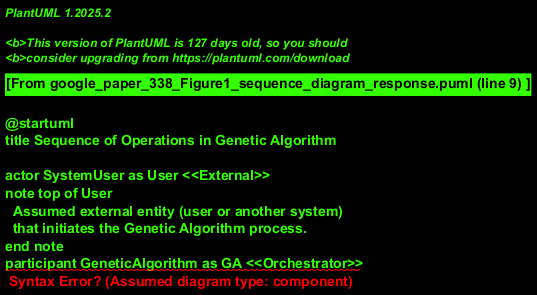 PlantUML 1.2025.2
<b>This version of PlantUML is 127 days old, so you should
<b>consider upgrading from https://plantuml.com/download
[From google_paper_338_Figure1_sequence_diagram_response.puml (line 9) ]
@startuml
title Sequence of Operations in Genetic Algorithm
actor SystemUser as User <<External>>
note top of User
Assumed external entity (user or another system)
that initiates the Genetic Algorithm process.
end note
participant GeneticAlgorithm as GA <<Orchestrator>>
Syntax Error? (Assumed diagram type: component)